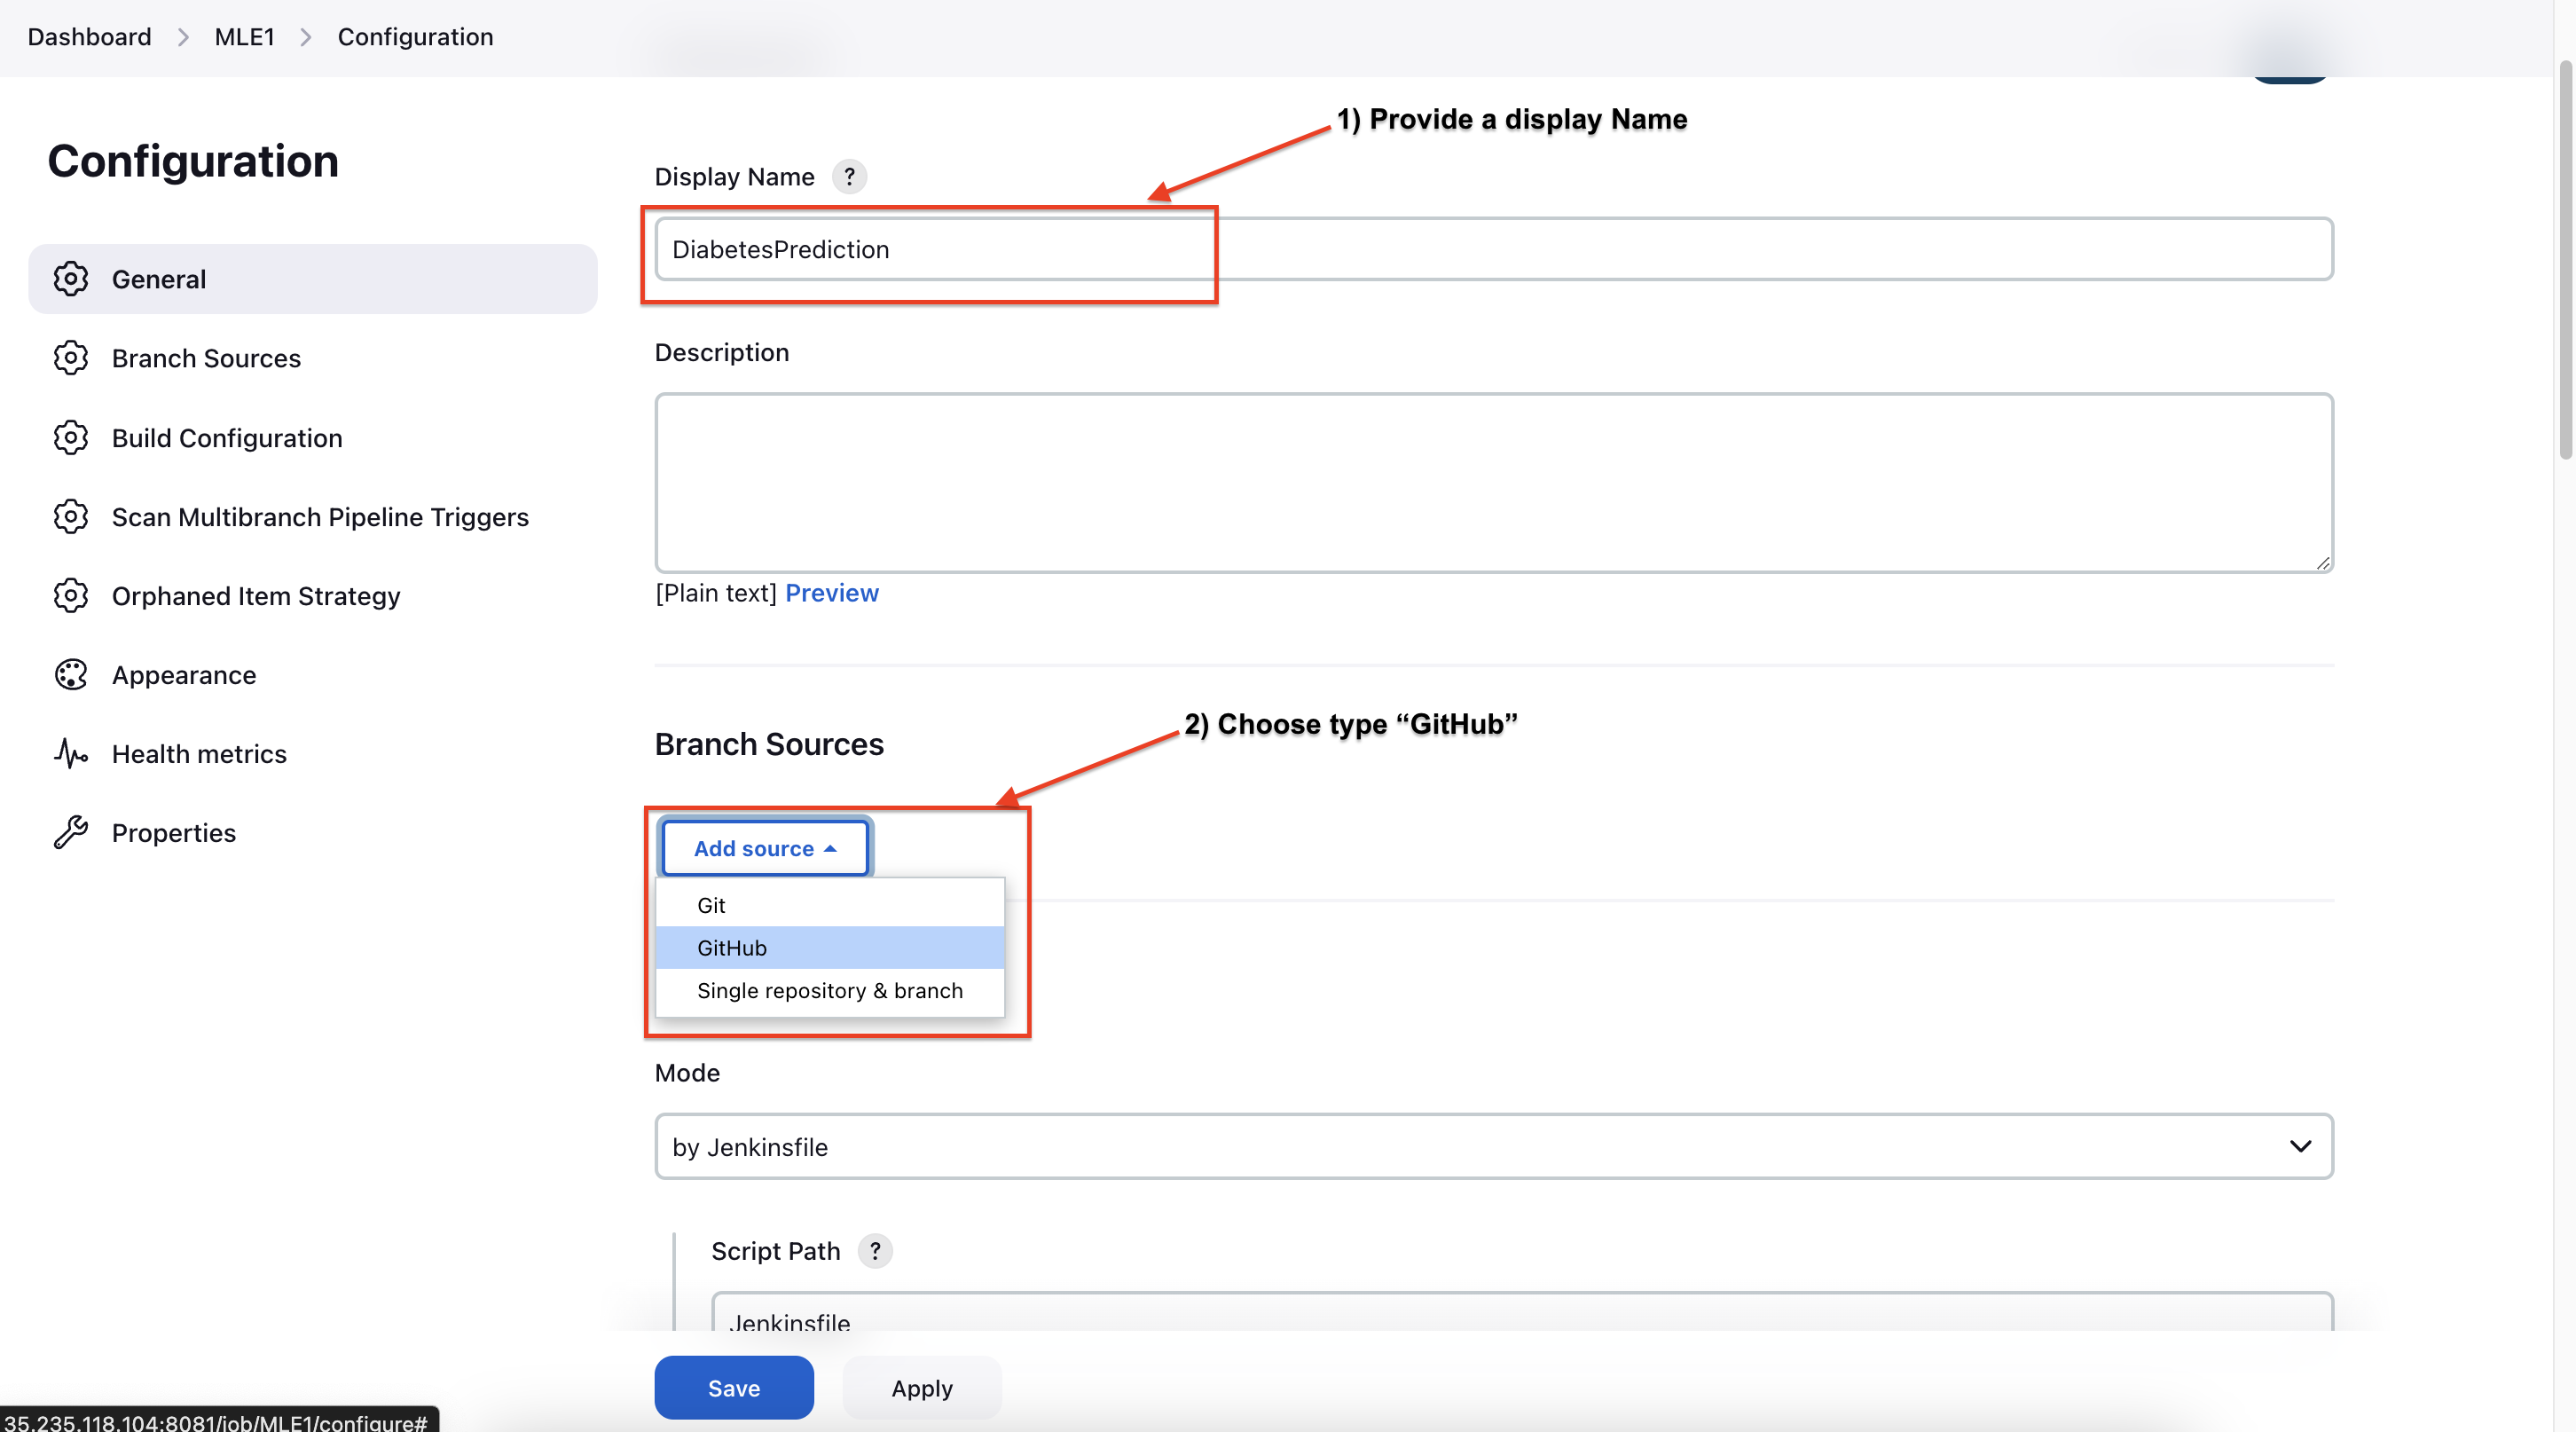 Dashboard > MLE1 > Configuration
1) Provide a display Name
Configuration
Display Name ?
DiabetesPrediction
General
Description
Branch Sources
Build Configuration
Scan Multibranch Pipeline Triggers
Orphaned Item Strategy
[Plain text] Preview
Appearance
Health metrics
Properties
2) Choose type “GitHub”
Branch Sources
Add source
Git
GitHub
Single repository & branch
Mode
by Jenkinsfile
Script Path ?
Jenkinsfile
Save
Apply
35.235.118.104:8081/job/MLE1/configure#